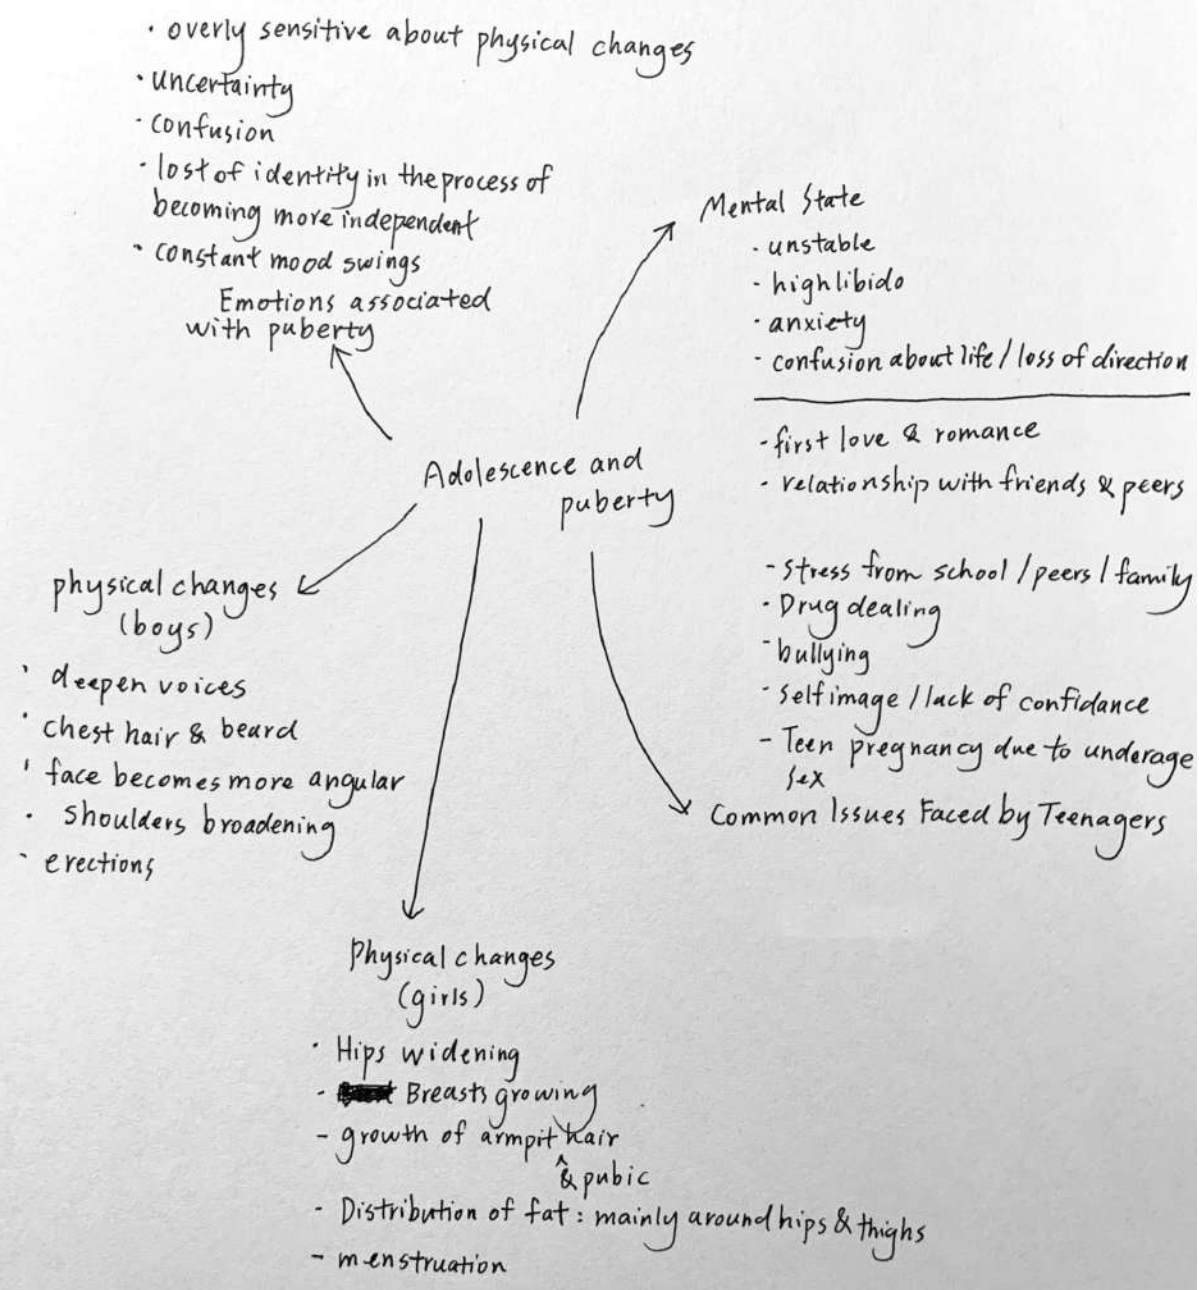 · overly sensitive about physical changes
· uncertainty
· confusion
· lost of identity in the process of
becoming more independent
· constant mood swings
Emotions associated
with puberty
Mental State
· unstable
· high libido
· anxiety
· confusion about life / loss of direction
- first love & romance
· relationship with friends & peers
- stress from school / peers / family
· Drug dealing
- bullying
- self image / lack of confidance
- Teen pregnancy due to underage
sex
Common Issues Faced by Teenagers
Adolescence and
puberty
physical changes
(boys)
· deepen voices
· chest hair & beard
· face becomes more angular
· shoulders broadening
· erections
Physical changes
(girls)
· Hips widening
- Breasts growing
- growth of armpit hair
& pubic
- Distribution of fat : mainly around hips & thighs
- menstruation